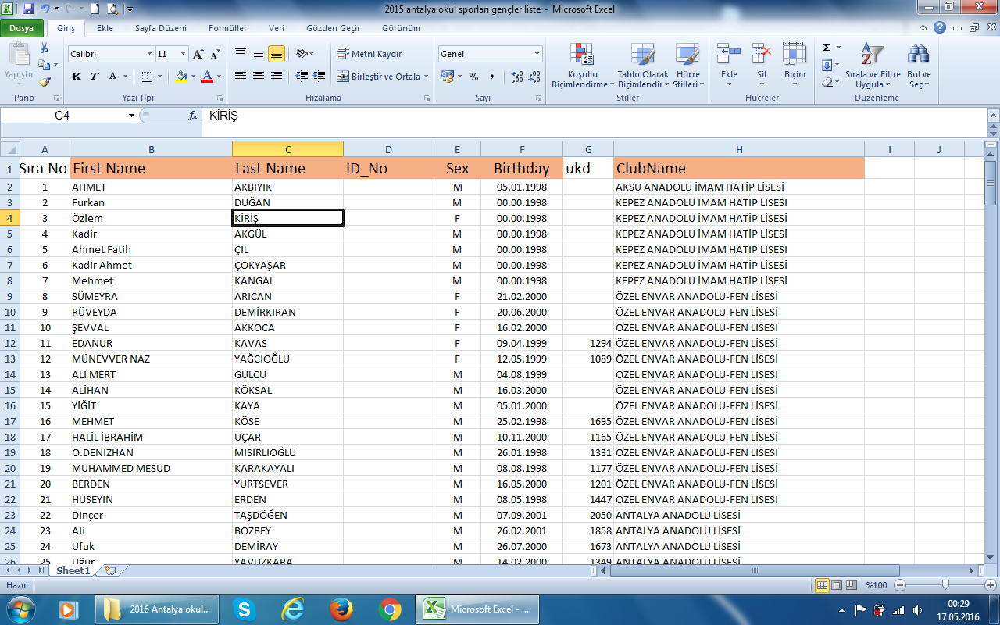 2015 antalya okul sporları gençler liste - Microsoft Excel
Dosya Giriş Ekle Sayfa Düzeni Formüller Veri Gözden Geçir Görünüm
Yapıştır Calibri 11 Metni Kaydır Genel Koşullu Biçimlendirme Tablo Olarak Biçimlendir Hücre Stilleri Ekle Sil Biçim Sırala ve Filtre Uygula Bul ve Seç
K T A A A Birleştir ve Ortala %
Pano Yazı Tipi Hizalama Sayı Stiller Hücreler Düzenleme
C4 fx KİRİŞ
A B C D E F G H I J
1 Sıra No First Name Last Name ID_No Sex Birthday ukd ClubName
2 1 AHMET AKBIYIK M 05.01.1998 AKSU ANADOLU İMAM HATİP LİSESİ
3 2 Furkan DUĞAN M 00.00.1998 KEPEZ ANADOLU İMAM HATİP LİSESİ
4 3 Özlem KİRİŞ F 00.00.1998 KEPEZ ANADOLU İMAM HATİP LİSESİ
5 4 Kadir AKGÜL M 00.00.1998 KEPEZ ANADOLU İMAM HATİP LİSESİ
6 5 Ahmet Fatih ÇİL M 00.00.1998 KEPEZ ANADOLU İMAM HATİP LİSESİ
7 6 Kadir Ahmet ÇOKYAŞAR M 00.00.1998 KEPEZ ANADOLU İMAM HATİP LİSESİ
8 7 Mehmet KANGAL M 00.00.1998 KEPEZ ANADOLU İMAM HATİP LİSESİ
9 8 SÜMEYRA ARICAN F 21.02.2000 ÖZEL ENVAR ANADOLU-FEN LİSESİ
10 9 RÜVEYDA DEMİRKIRAN F 20.06.2000 ÖZEL ENVAR ANADOLU-FEN LİSESİ
11 10 ŞEVVAL AKKOCA F 16.02.2000 ÖZEL ENVAR ANADOLU-FEN LİSESİ
12 11 EDANUR KAVAS F 09.04.1999 1294 ÖZEL ENVAR ANADOLU-FEN LİSESİ
13 12 MÜNEVVER NAZ YAĞCIOĞLU F 12.05.1999 1089 ÖZEL ENVAR ANADOLU-FEN LİSESİ
14 13 ALİ MERT GÜLCÜ M 04.08.1999 ÖZEL ENVAR ANADOLU-FEN LİSESİ
15 14 ALİHAN KÖKSAL M 16.03.2000 ÖZEL ENVAR ANADOLU-FEN LİSESİ
16 15 YİĞİT KAYA M 05.01.2000 ÖZEL ENVAR ANADOLU-FEN LİSESİ
17 16 MEHMET KÖSE M 25.02.1998 1695 ÖZEL ENVAR ANADOLU-FEN LİSESİ
18 17 HALİL İBRAHİM UÇAR M 10.11.2000 1165 ÖZEL ENVAR ANADOLU-FEN LİSESİ
19 18 O.DENİZHAN MISIRLIOĞLU M 26.01.1998 1331 ÖZEL ENVAR ANADOLU-FEN LİSESİ
20 19 MUHAMMED MESUD KARAKAYALI M 08.08.1998 1177 ÖZEL ENVAR ANADOLU-FEN LİSESİ
21 20 BERDEN YURTSEVER M 16.05.2000 1201 ÖZEL ENVAR ANADOLU-FEN LİSESİ
22 21 HÜSEYİN ERDEN M 08.05.1998 1447 ÖZEL ENVAR ANADOLU-FEN LİSESİ
23 22 Dinçer TAŞDÖĞEN M 07.09.2001 2050 ANTALYA ANADOLU LİSESİ
24 23 Ali BOZBEY M 26.02.2001 1858 ANTALYA ANADOLU LİSESİ
25 24 Ufuk DEMİRAY M 26.07.2000 1673 ANTALYA ANADOLU LİSESİ
26 25 Uğur YAVUZKARA M 14.02.2000 1349 ANTALYA ANADOLU LİSESİ
Sheet1
Hazır %100
2016 Antalya okul... Microsoft Excel - ... 00:29
17.05.2016